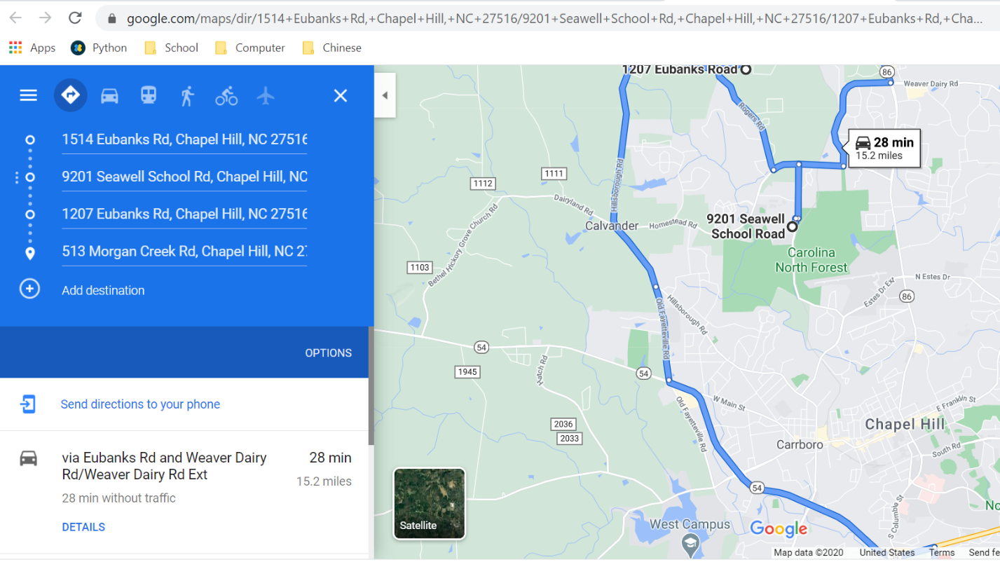 google.com/maps/dir/1514+Eubanks+Rd,+Chapel+Hill,+NC+27516/9201+Seawell+School+Rd,+Chapel+Hill,+NC+27516/1207+Eubanks+Rd,+Cha...
Apps Python School Computer Chinese
1514 Eubanks Rd, Chapel Hill, NC 27516
9201 Seawell School Rd, Chapel Hill, NC
1207 Eubanks Rd, Chapel Hill, NC 27516
513 Morgan Creek Rd, Chapel Hill, NC 27
Add destination
OPTIONS
Send directions to your phone
via Eubanks Rd and Weaver Dairy
Rd/Weaver Dairy Rd Ext
28 min
15.2 miles
28 min without traffic
DETAILS
1207 Eubanks Road
86
Weaver Dairy Rd
Rogers Rd
28 min
15.2 miles
1111
1112
Hillsborough Rd
Dairyland Rd
Calvander
Homestead Rd
9201 Seawell
School Road
Bethel Hickory Grove Church Rd
Carolina
North Forest
1103
N Estes Dr
Estes Dr Ext
86
Old Fayetteville Rd
Hillsborough Rd
54
1945
Hatch Rd
54
W Main St
Old Fayetteville Rd
E Franklin St
2036
2033
Chapel Hill
Carrboro
South Rd
54
S Columbia St
No
Satellite
West Campus
Google
Map data ©2020 United States Terms Send fe